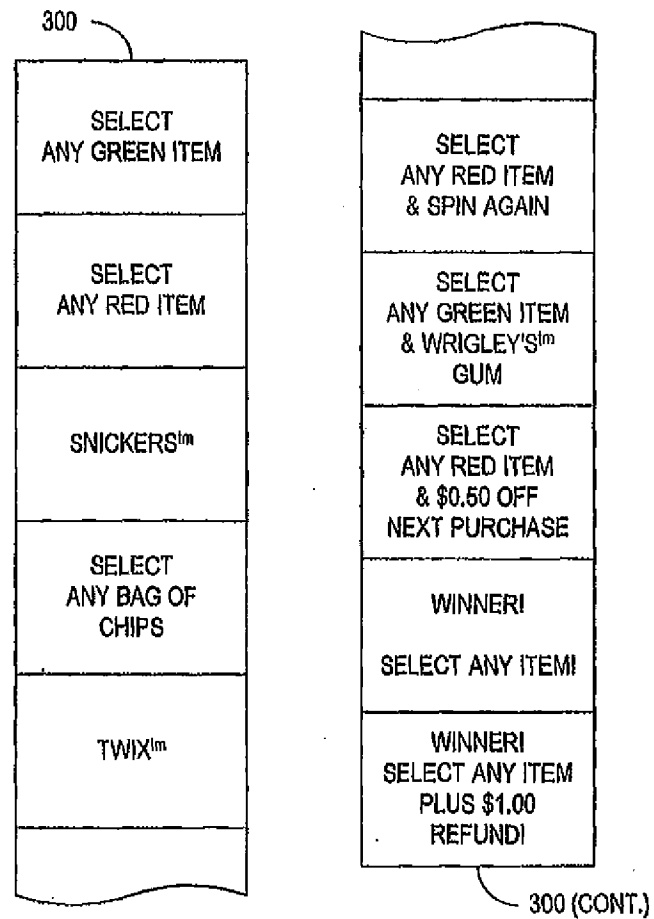 300
SELECT
ANY GREEN ITEM
SELECT
ANY RED ITEM
SNICKERS™
SELECT
ANY BAG OF
CHIPS
TWIX™
SELECT
ANY RED ITEM
& SPIN AGAIN
SELECT
ANY GREEN ITEM
& WRIGLEY'S™
GUM
SELECT
ANY RED ITEM
& $0.50 OFF
NEXT PURCHASE
WINNER!
SELECT ANY ITEM!
WINNER!
SELECT ANY ITEM
PLUS $1.00
REFUND!
300 (CONT.)